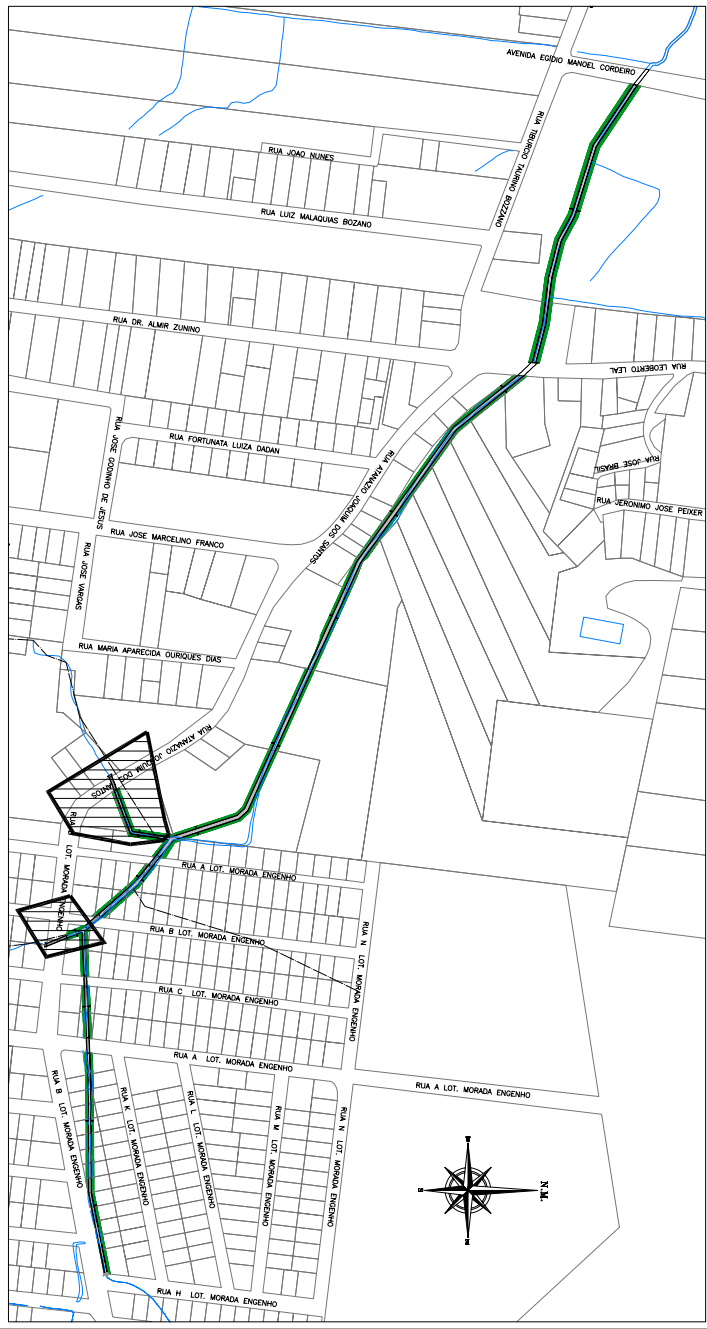 AVENIDA EGIDIO MANOEL CORDEIRO
RUA TIBURCIO TAURINO BOZZANO
RUA JOAO NUNES
RUA LUIZ MALAQUIAS BOZANO
RUA DR. ALMIR ZUNINO
RUA LEOBERTO LEAL
RUA JOSE GODINHO DE JESUS
RUA FORTUNATA LUIZA DADAN
RUA ATANAZIO JOAQUIM DOS SANTOS
RUA JOSE BRASIL
RUA JERONIMO JOSE PEIXER
RUA JOSE MARCELINO FRANCO
RUA JOSE VARGAS
RUA MARIA APARECIDA OURIQUES DIAS
RUA ATANAZIO JOAQUIM DOS SANTOS
LOT. MORADA ENGENHO
RUA A LOT. MORADA ENGENHO
RUA B LOT. MORADA ENGENHO
RUA N LOT. MORADA ENGENHO
RUA C LOT. MORADA ENGENHO
RUA A LOT. MORADA ENGENHO
RUA A LOT. MORADA ENGENHO
RUA B LOT. MORADA ENGENHO
RUA K LOT. MORADA ENGENHO
RUA L LOT. MORADA ENGENHO
RUA M LOT. MORADA ENGENHO
RUA N LOT. MORADA ENGENHO
N.M.
RUA H LOT. MORADA ENGENHO